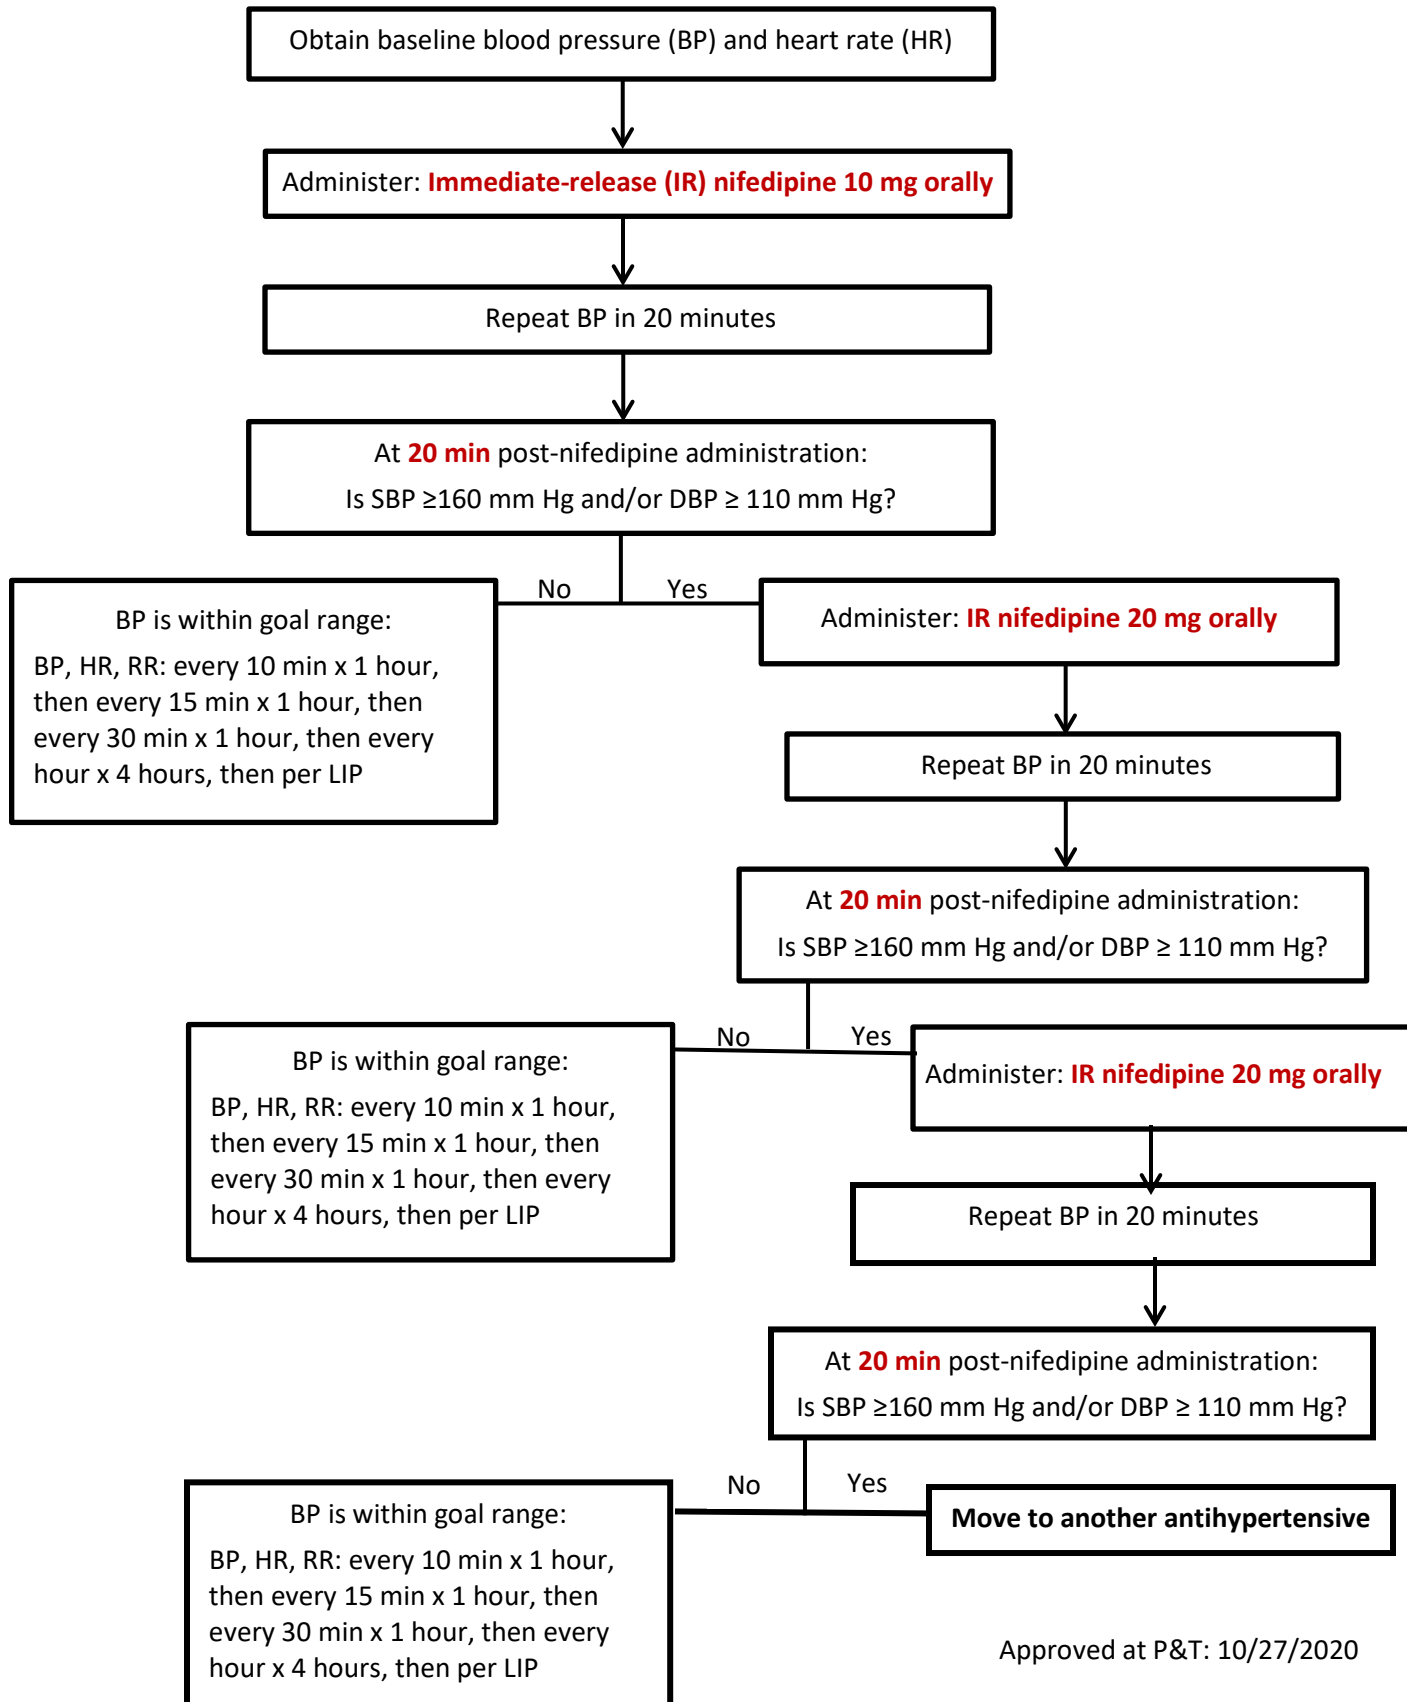 Obtain baseline blood pressure (BP) and heart rate (HR)
Administer: Immediate-release (IR) nifedipine 10 mg orally
Repeat BP in 20 minutes
At 20 min post-nifedipine administration:
Is SBP ≥160 mm Hg and/or DBP ≥ 110 mm Hg?
No
Yes
BP is within goal range:
BP, HR, RR: every 10 min x 1 hour,
then every 15 min x 1 hour, then
every 30 min x 1 hour, then every
hour x 4 hours, then per LIP
Administer: IR nifedipine 20 mg orally
Repeat BP in 20 minutes
At 20 min post-nifedipine administration:
Is SBP ≥160 mm Hg and/or DBP ≥ 110 mm Hg?
No
Yes
BP is within goal range:
BP, HR, RR: every 10 min x 1 hour,
then every 15 min x 1 hour, then
every 30 min x 1 hour, then every
hour x 4 hours, then per LIP
Administer: IR nifedipine 20 mg orally
Repeat BP in 20 minutes
At 20 min post-nifedipine administration:
Is SBP ≥160 mm Hg and/or DBP ≥ 110 mm Hg?
No
Yes
BP is within goal range:
BP, HR, RR: every 10 min x 1 hour,
then every 15 min x 1 hour, then
every 30 min x 1 hour, then every
hour x 4 hours, then per LIP
Move to another antihypertensive
Approved at P&T: 10/27/2020